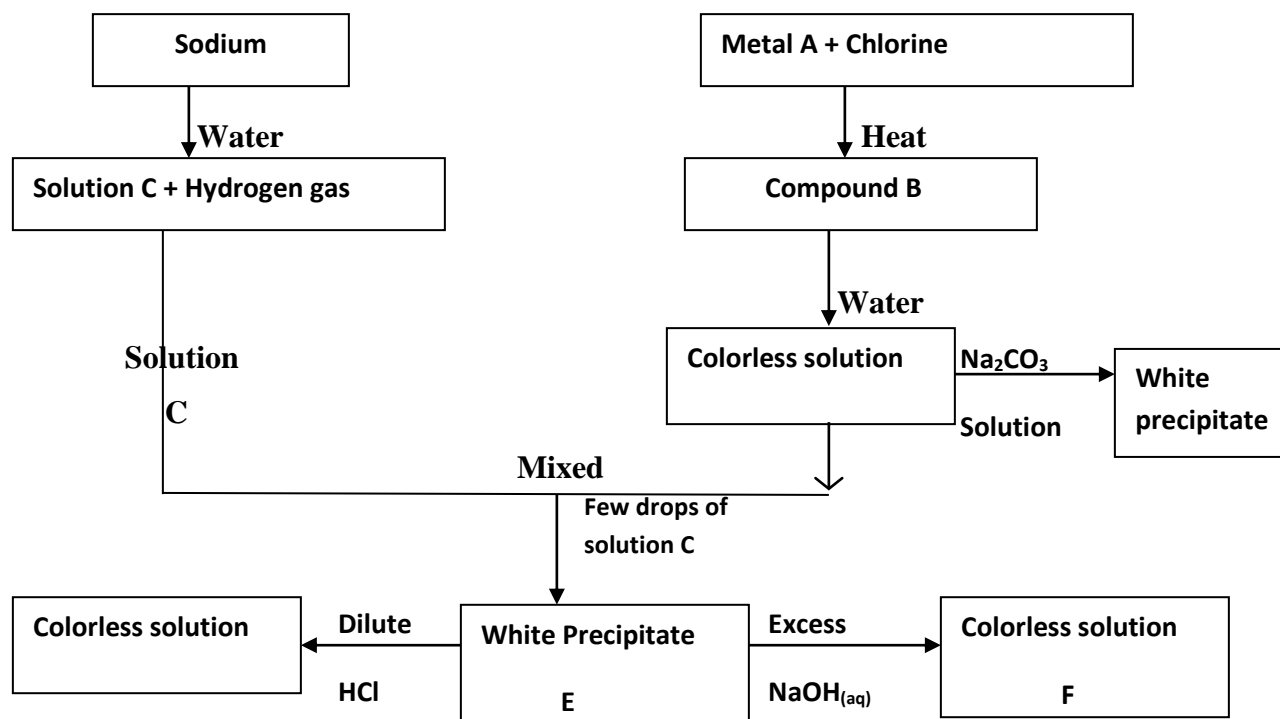 Sodium
Metal A + Chlorine
Water
Heat
Solution C + Hydrogen gas
Compound B
Water
Solution
C
Colorless solution
Na₂CO₃
Solution
White
precipitate
Mixed
Few drops of
solution C
Colorless solution
Dilute
HCl
White Precipitate
E
Excess
NaOH₍aq₎
Colorless solution
F